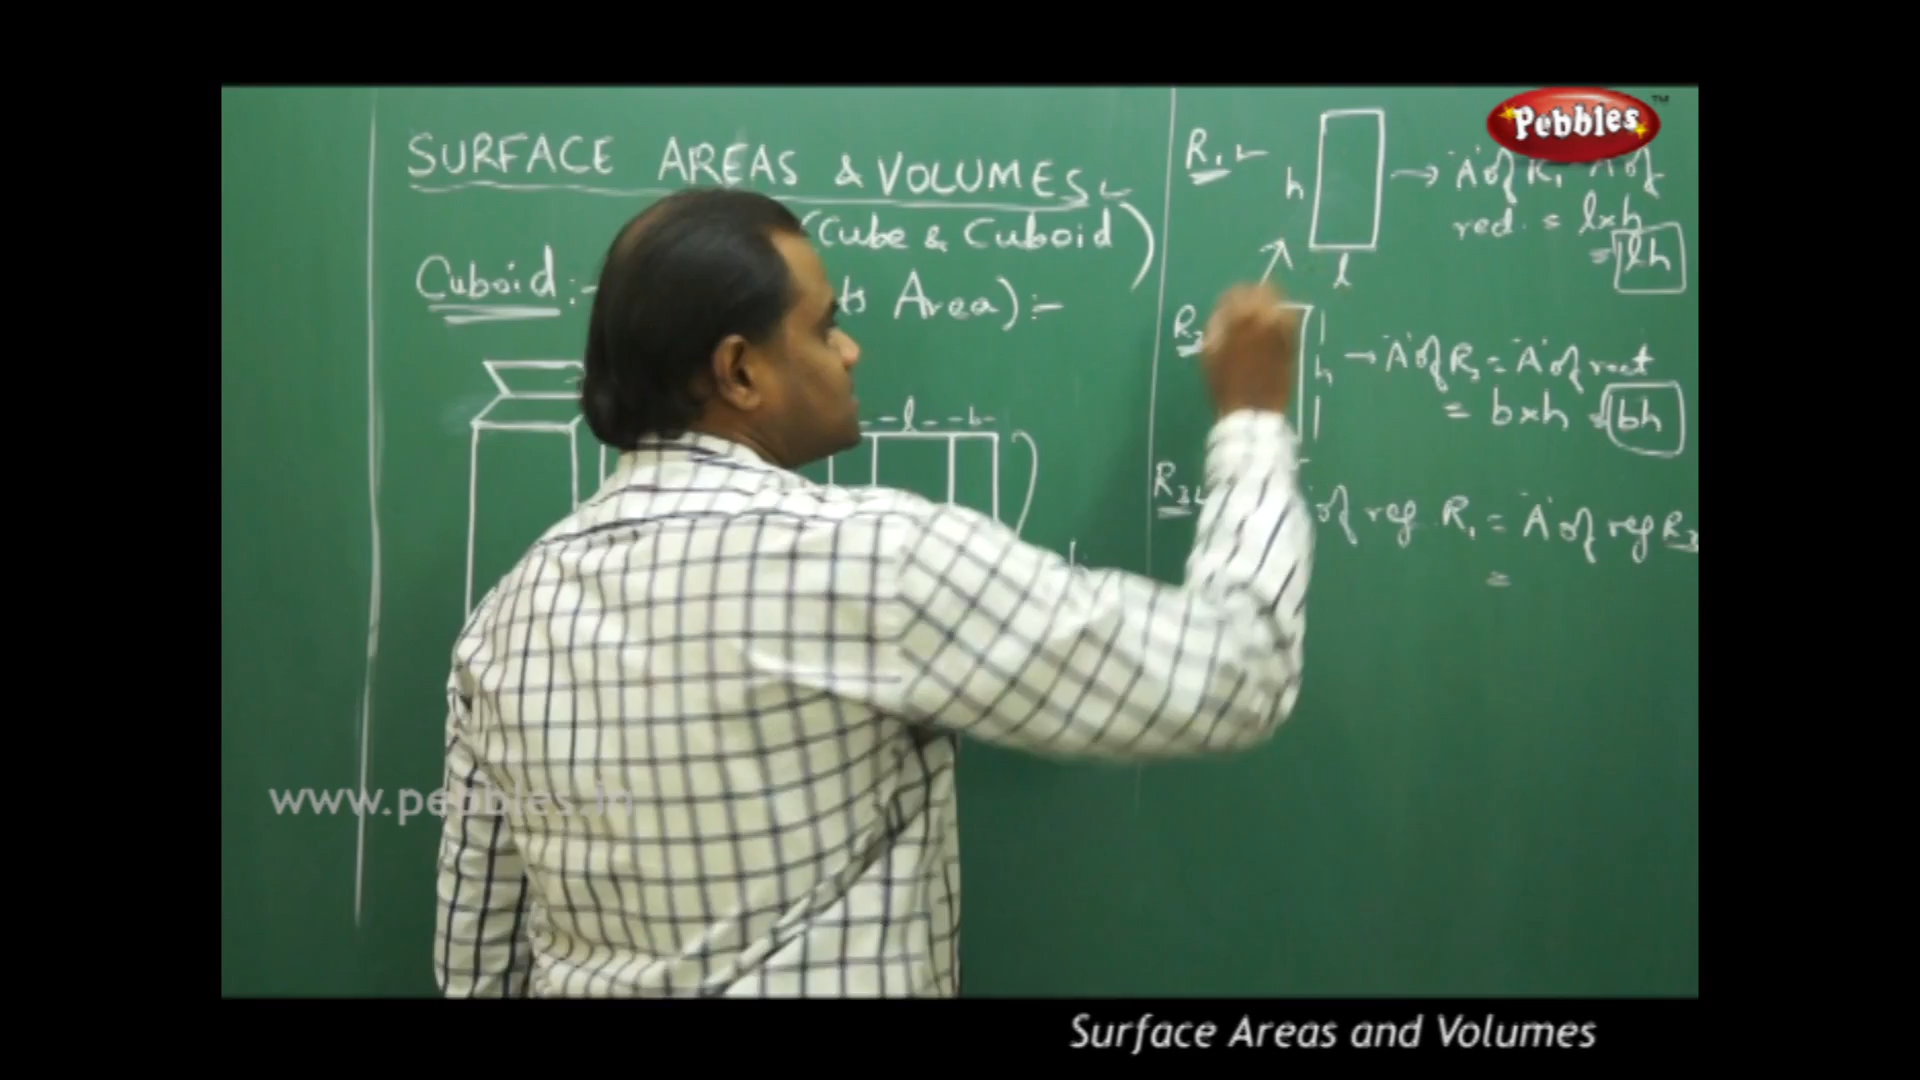 SURFACE AREAS & VOLUMES
(Cube & Cuboid)
Cuboid:- Area):-
l b
R1
h
l
Pebbles™
'A' of R1 'A' of
rect. = l×h
= lh
h
'A' of R2 = 'A' of rect
= b×h = bh
R3
of reg R1 = 'A' of reg R3
=
www.pebbles.in
Surface Areas and Volumes